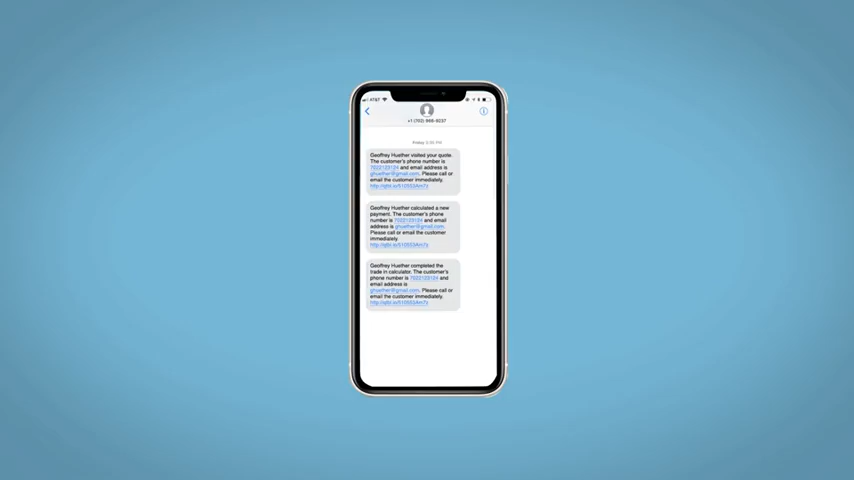 AT&T
+1 (702) 868-9237
Friday 3:35 PM
Geoffrey Huether visited your quote.
The customer's phone number is
7022123124 and email address is
ghuether@gmail.com. Please call or
email the customer immediately.
Geoffrey Huether calculated a new
payment. The customer's phone
number is 7022123124 and email
address is ghuether@gmail.com.
Please call or email the customer
immediately.
Geoffrey Huether completed the
trade in calculator. The customer's
phone number is 7022123124 and
email address is
ghuether@gmail.com. Please call or
email the customer immediately.